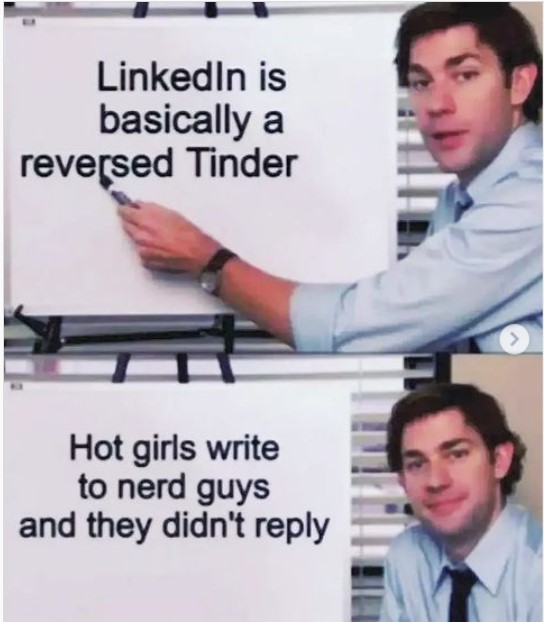 LinkedIn is
basically a
reversed Tinder
Hot girls write
to nerd guys
and they didn't reply